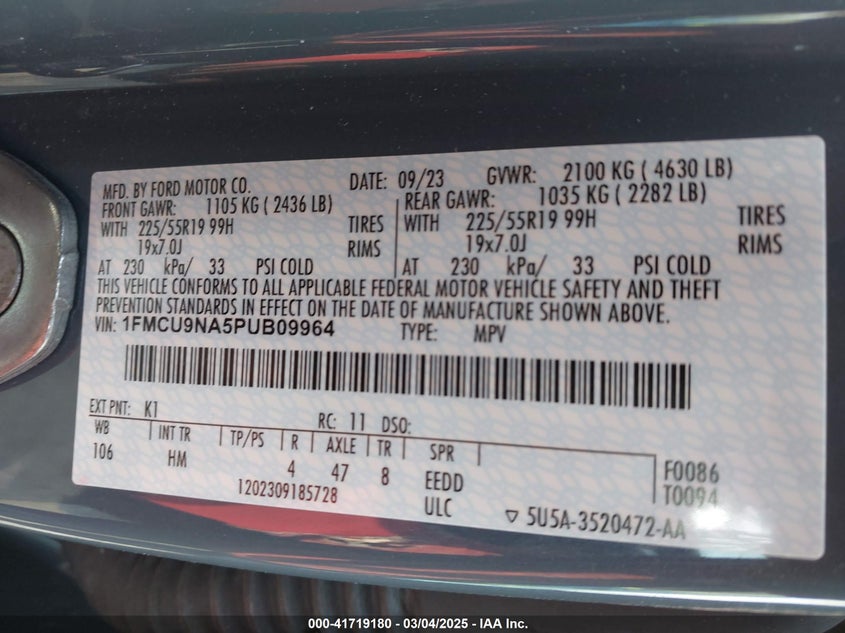 MFD. BY FORD MOTOR CO. DATE: 09/23 GVWR: 2100 KG ( 4630 LB)
FRONT GAWR: 1105 KG ( 2436 LB) REAR GAWR: 1035 KG ( 2282 LB)
WITH 225/55R19 99H TIRES WITH 225/55R19 99H TIRES
19x7.0J RIMS 19x7.0J RIMS
AT 230 kPa/ 33 PSI COLD AT 230 kPa/ 33 PSI COLD
THIS VEHICLE CONFORMS TO ALL APPLICABLE FEDERAL MOTOR VEHICLE SAFETY AND THEFT
PREVENTION STANDARDS IN EFFECT ON THE DATE OF MANUFACTURE SHOWN ABOVE.
VIN: 1FMCU9NA5PUB09964 TYPE: MPV
EXT PNT: K1 RC: 11 DSO:
WB INT TR TP/PS R AXLE TR SPR
106 HM 4 47 8 EEDD F0086
1202309185728 ULC T0094
▽ 5U5A-3520472-AA
000-41719180 - 03/04/2025 - IAA Inc.